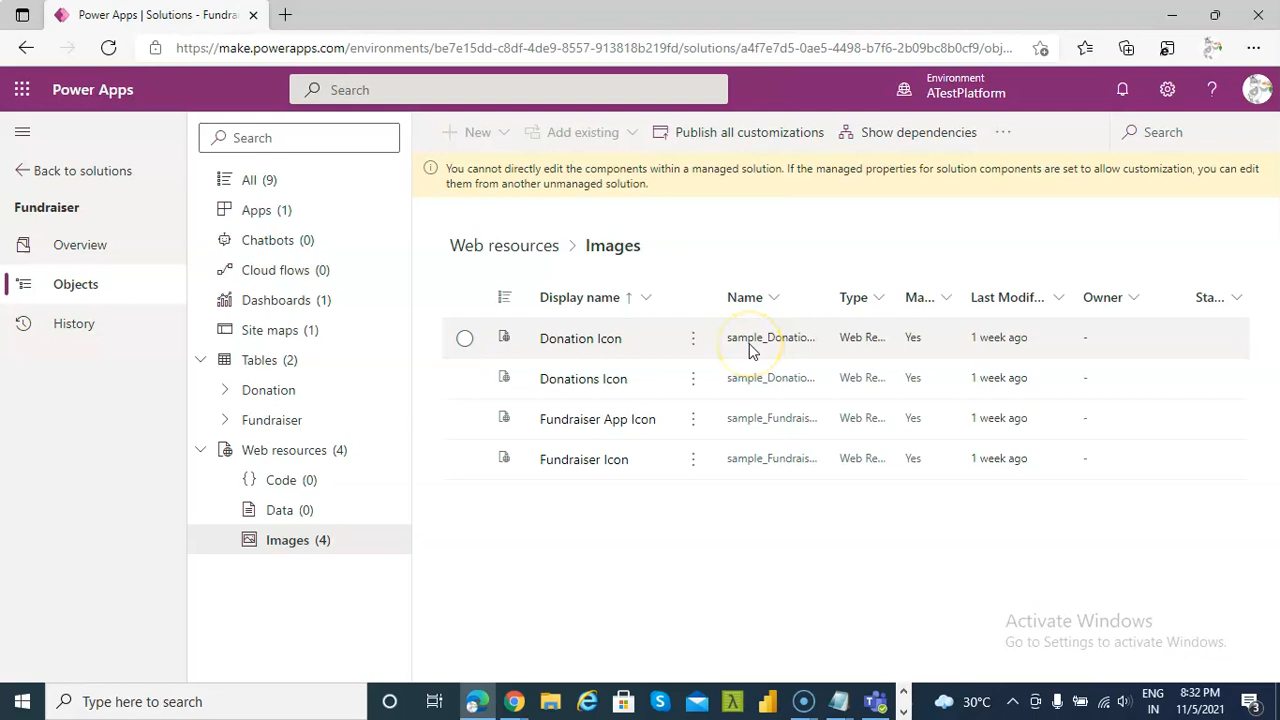 Power Apps | Solutions - Fundrai
https://make.powerapps.com/environments/be7e15dd-c8df-4de9-8557-913818b219fd/solutions/a4f7e7d5-0ae5-4498-b7f6-2b09bc8b0cf9/obj...
Power Apps
Search
Environment
ATestPlatform
Search
New
Add existing
Publish all customizations
Show dependencies
Search
You cannot directly edit the components within a managed solution. If the managed properties for solution components are set to allow customization, you can edit
them from another unmanaged solution.
Back to solutions
Fundraiser
Overview
Objects
History
All (9)
Apps (1)
Chatbots (0)
Cloud flows (0)
Dashboards (1)
Site maps (1)
Tables (2)
Donation
Fundraiser
Web resources (4)
Code (0)
Data (0)
Images (4)
Web resources > Images
Display name ↑ Name Type Ma... Last Modif... Owner Sta...
Donation Icon sample_Donatio... Web Re... Yes 1 week ago -
Donations Icon sample_Donatio... Web Re... Yes 1 week ago -
Fundraiser App Icon sample_Fundrais... Web Re... Yes 1 week ago -
Fundraiser Icon sample_Fundrais... Web Re... Yes 1 week ago -
Activate Windows
Go to Settings to activate Windows.
Type here to search
30°C
ENG
IN
8:32 PM
11/5/2021
3